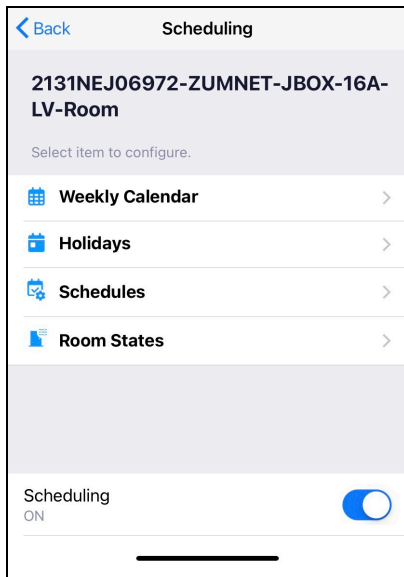 Back
Scheduling
2131NEJ06972-ZUMNET-JBOX-16A-
LV-Room
Select item to configure.
Weekly Calendar
Holidays
Schedules
Room States
Scheduling
ON